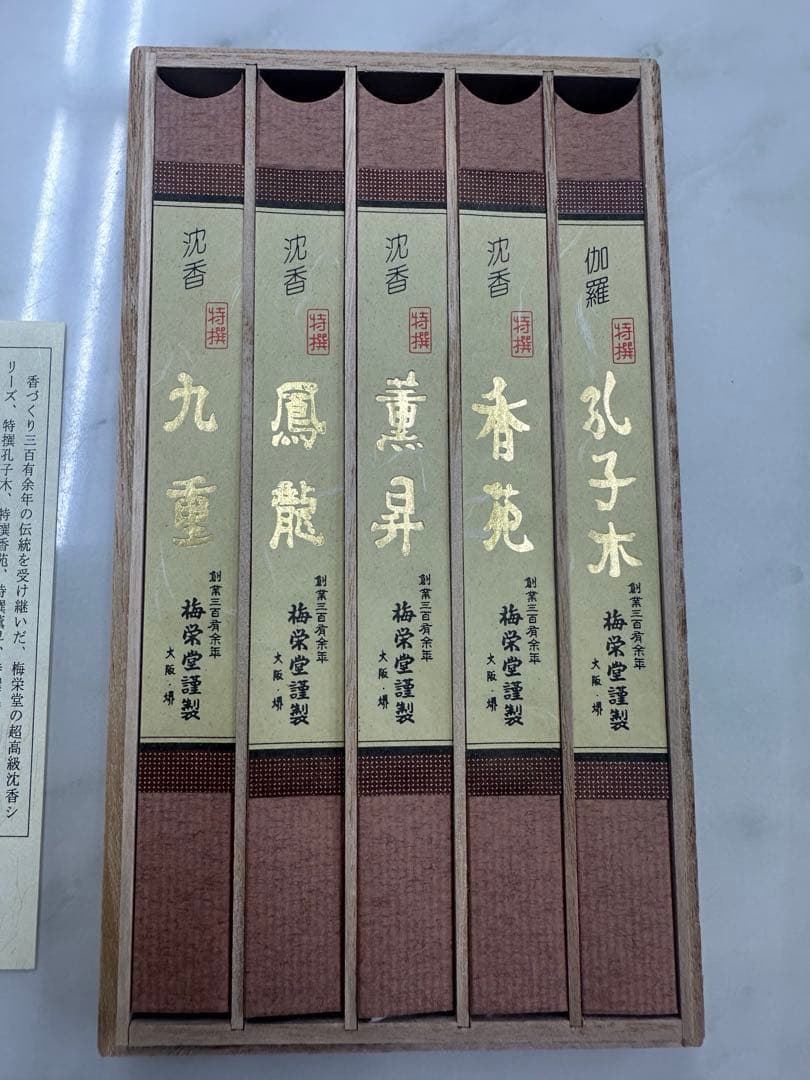 伽羅
特撰
孔子木
創業三百有余年
梅栄堂謹製
大阪・堺
沈香
特撰
香苑
創業三百有余年
梅栄堂謹製
大阪・堺
沈香
特撰
薫昇
創業三百有余年
梅栄堂謹製
大阪・堺
沈香
特撰
鳳龍
創業三百有余年
梅栄堂謹製
大阪・堺
沈香
特撰
九重
創業三百有余年
梅栄堂謹製
大阪・堺
香づくり三百有余年の伝統を受け継いだ、梅栄堂の超高級沈香シ
リーズ、特撰孔子木、特撰香苑、